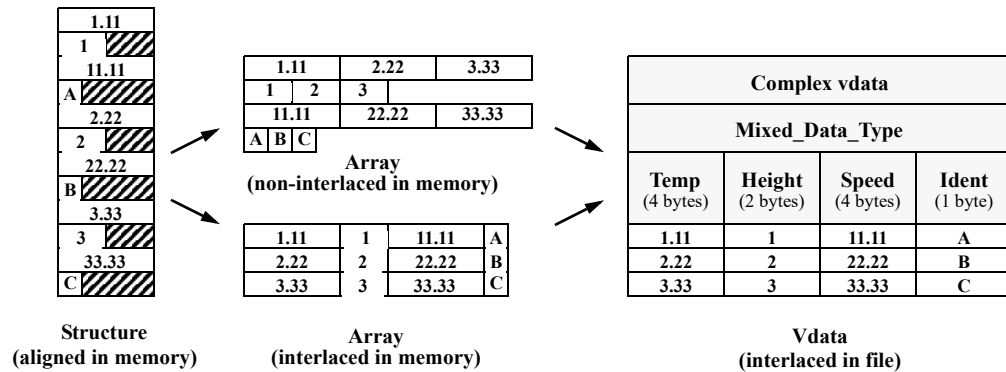 1.11
1
11.11
A
2.22
2
22.22
B
3.33
3
33.33
C
Structure
(aligned in memory)
1.11 2.22 3.33
1 2 3
11.11 22.22 33.33
A B C
Array
(non-interlaced in memory)
1.11 1 11.11 A
2.22 2 22.22 B
3.33 3 33.33 C
Array
(interlaced in memory)
Complex vdata
Mixed_Data_Type
Temp Height Speed Ident
(4 bytes) (2 bytes) (4 bytes) (1 byte)
1.11 1 11.11 A
2.22 2 22.22 B
3.33 3 33.33 C
Vdata
(interlaced in file)